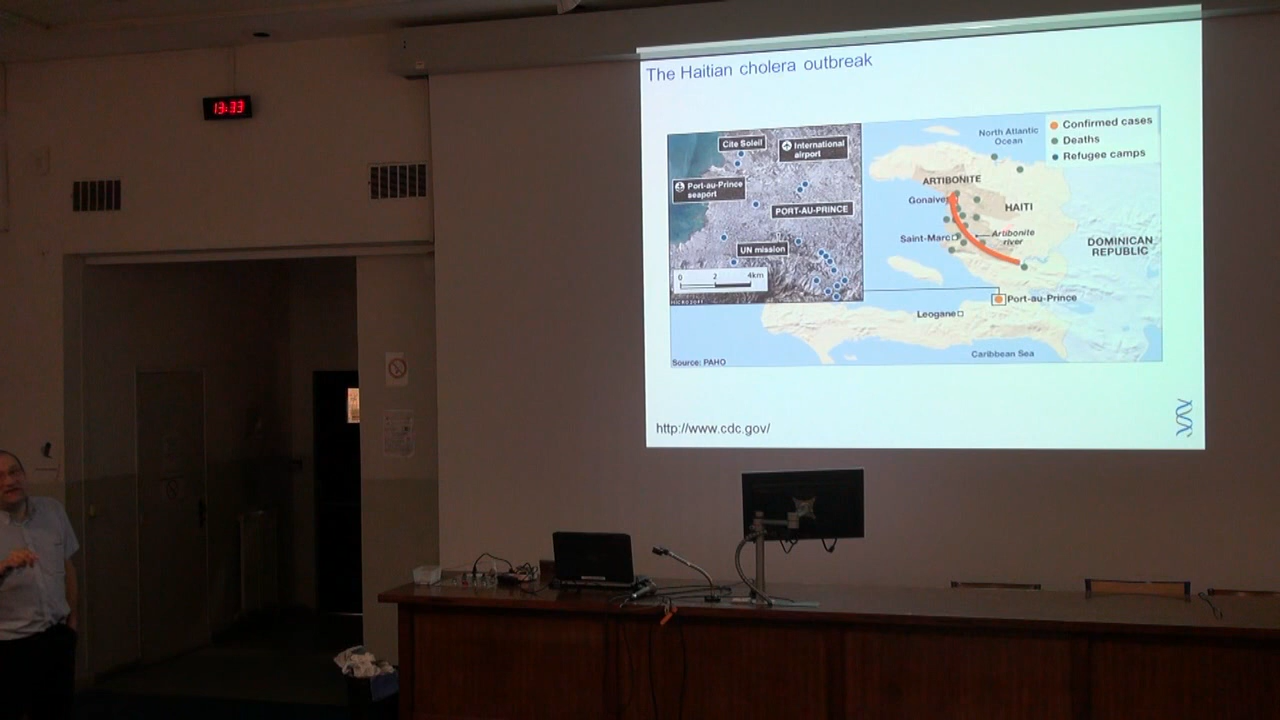 13:33
The Haitian cholera outbreak
Cite Soleil
International
airport
Port-au-Prince
seaport
PORT-AU-PRINCE
UN mission
0 2 4km
MICROSOFT
North Atlantic
Ocean
Confirmed cases
Deaths
Refugee camps
ARTIBONITE
Gonaives
HAITI
Saint-Marc
Artibonite
river
DOMINICAN
REPUBLIC
Port-au-Prince
Leogane
Caribbean Sea
Source: PAHO
http://www.cdc.gov/